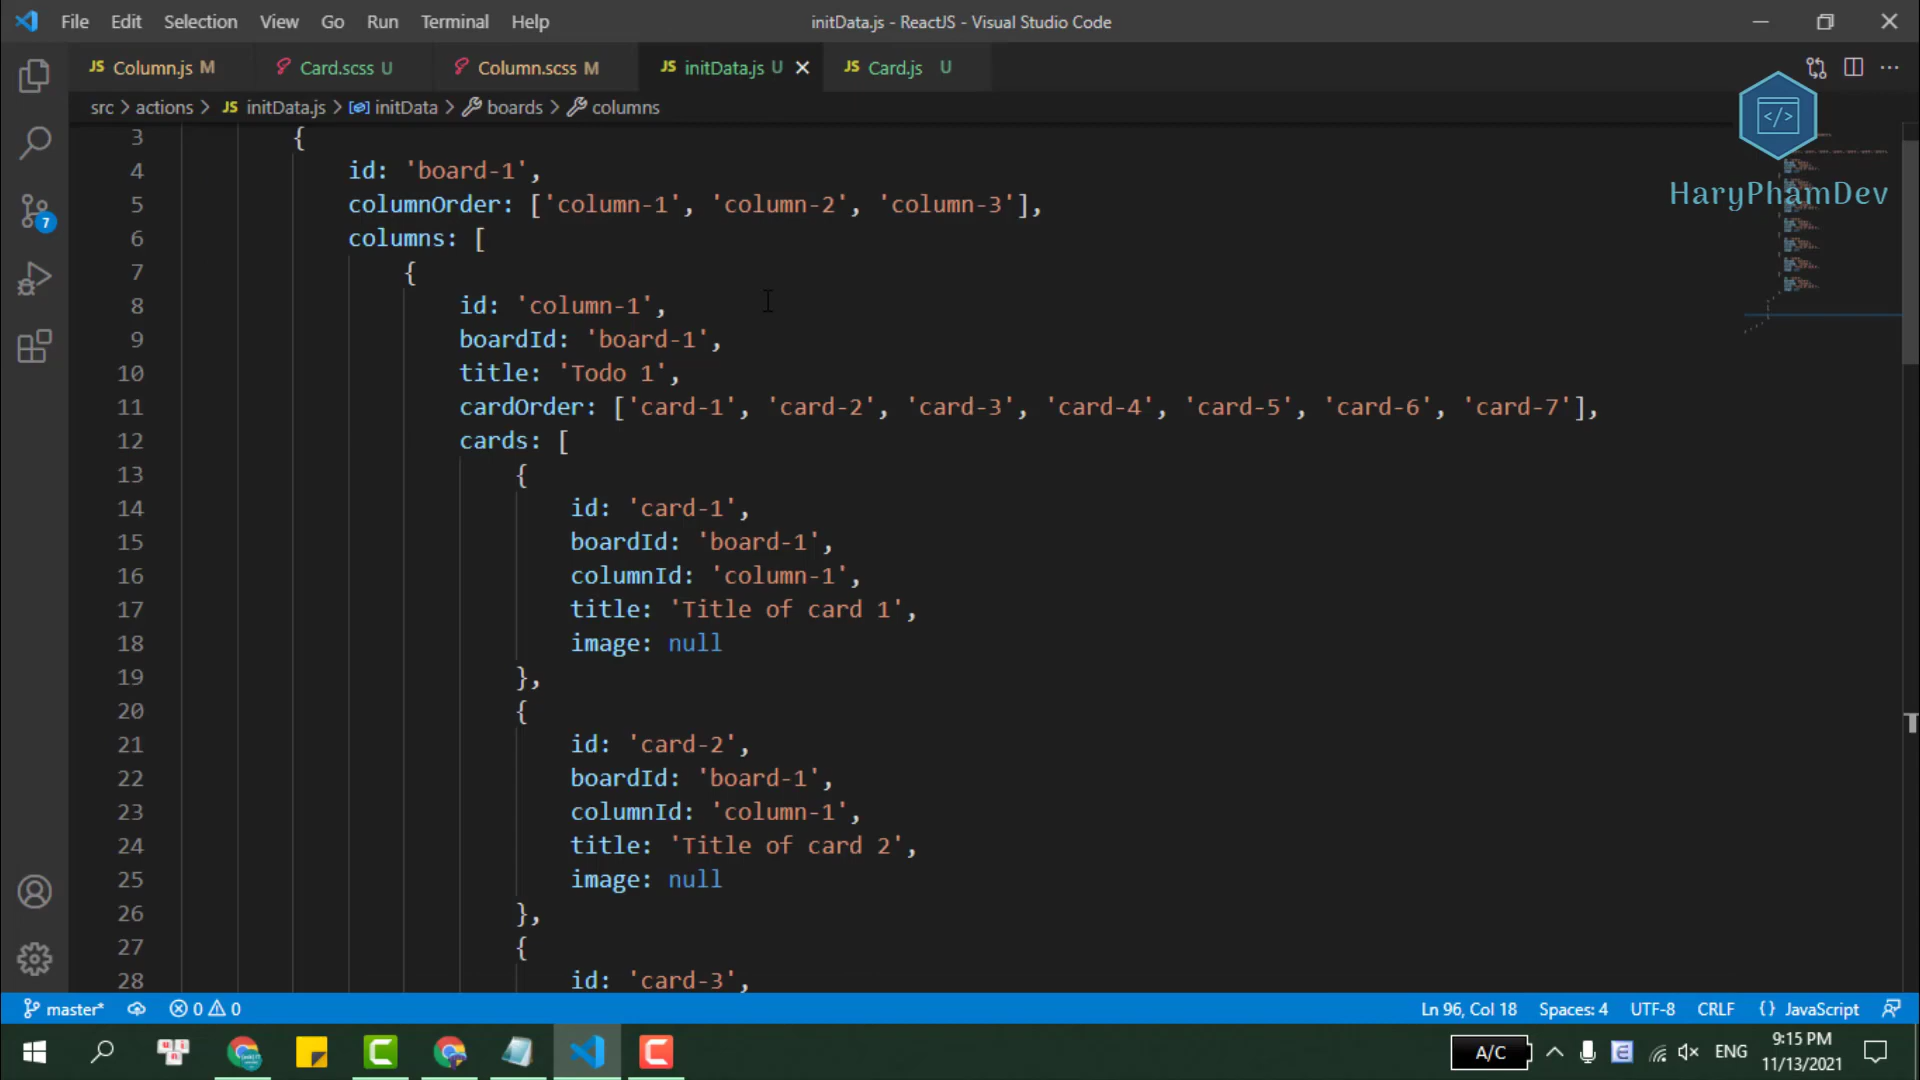 File Edit Selection View Go Run Terminal Help
initData.js - ReactJS - Visual Studio Code
JS Column.js M
Card.scss U
Column.scss M
JS initData.js U
JS Card.js U
src > actions > JS initData.js > initData > boards > columns
</>
HaryPhamDev
3 {
4 id: 'board-1',
5 columnOrder: ['column-1', 'column-2', 'column-3'],
6 columns: [
7 {
8 id: 'column-1',
9 boardId: 'board-1',
10 title: 'Todo 1',
11 cardOrder: ['card-1', 'card-2', 'card-3', 'card-4', 'card-5', 'card-6', 'card-7'],
12 cards: [
13 {
14 id: 'card-1',
15 boardId: 'board-1',
16 columnId: 'column-1',
17 title: 'Title of card 1',
18 image: null
19 },
20 {
21 id: 'card-2',
22 boardId: 'board-1',
23 columnId: 'column-1',
24 title: 'Title of card 2',
25 image: null
26 },
27 {
28 id: 'card-3',
7
master* 0 0
Ln 96, Col 18 Spaces: 4 UTF-8 CRLF {} JavaScript
A/C
ENG
9:15 PM
11/13/2021